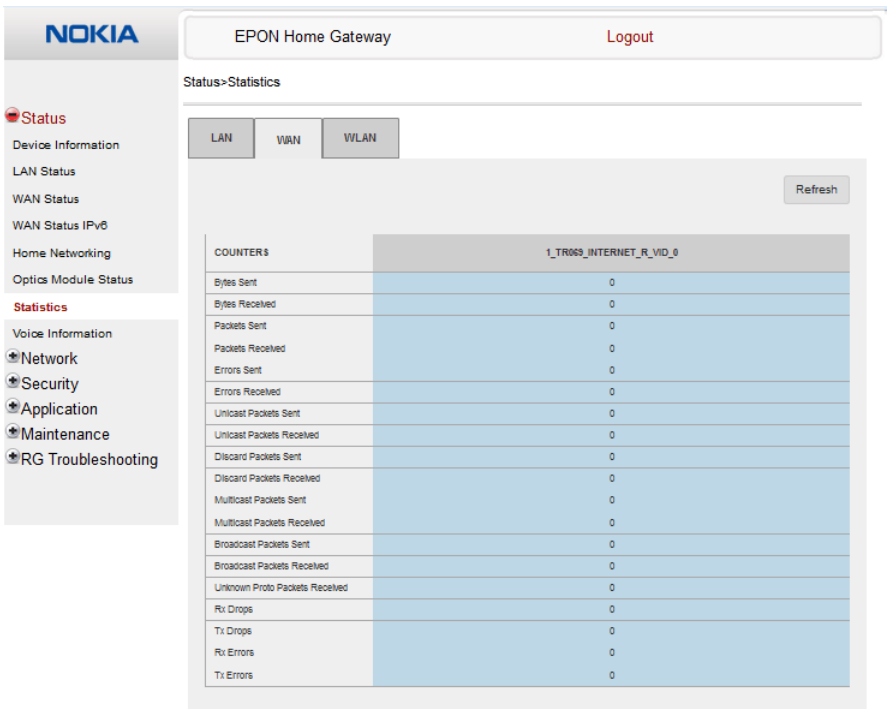 NOKIA
EPON Home Gateway
Logout
Status>Statistics
Status
Device Information
LAN Status
WAN Status
WAN Status IPv6
Home Networking
Optics Module Status
Statistics
Voice Information
Network
Security
Application
Maintenance
RG Troubleshooting
LAN
WAN
WLAN
Refresh
COUNTERS 1_TR069_INTERNET_R_VID_0
Bytes Sent 0
Bytes Received 0
Packets Sent 0
Packets Received 0
Errors Sent 0
Errors Received 0
Unicast Packets Sent 0
Unicast Packets Received 0
Discard Packets Sent 0
Discard Packets Received 0
Multicast Packets Sent 0
Multicast Packets Received 0
Broadcast Packets Sent 0
Broadcast Packets Received 0
Unknown Proto Packets Received 0
Rx Drops 0
Tx Drops 0
Rx Errors 0
Tx Errors 0